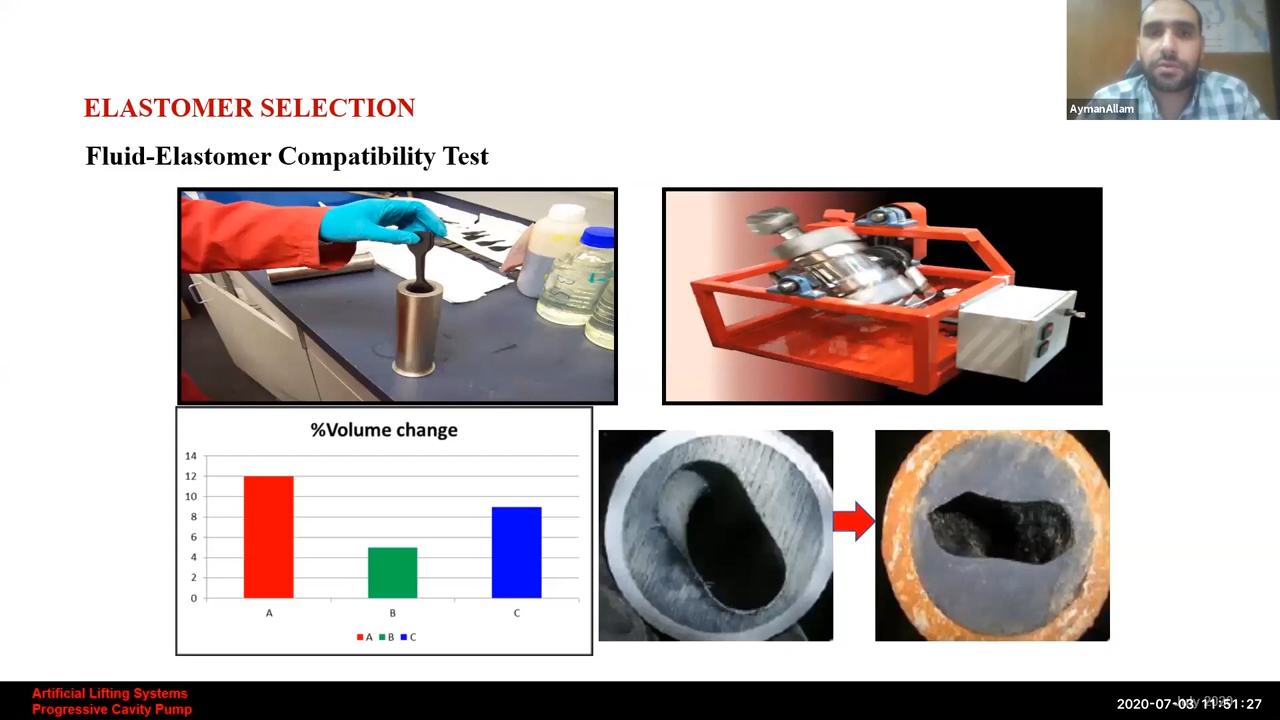 AymanAllam
ELASTOMER SELECTION
Fluid-Elastomer Compatibility Test
%Volume change
14
12
10
8
6
4
2
0
A
B
C
A B C
Artificial Lifting Systems
Progressive Cavity Pump
2020-07-03 11:51:27